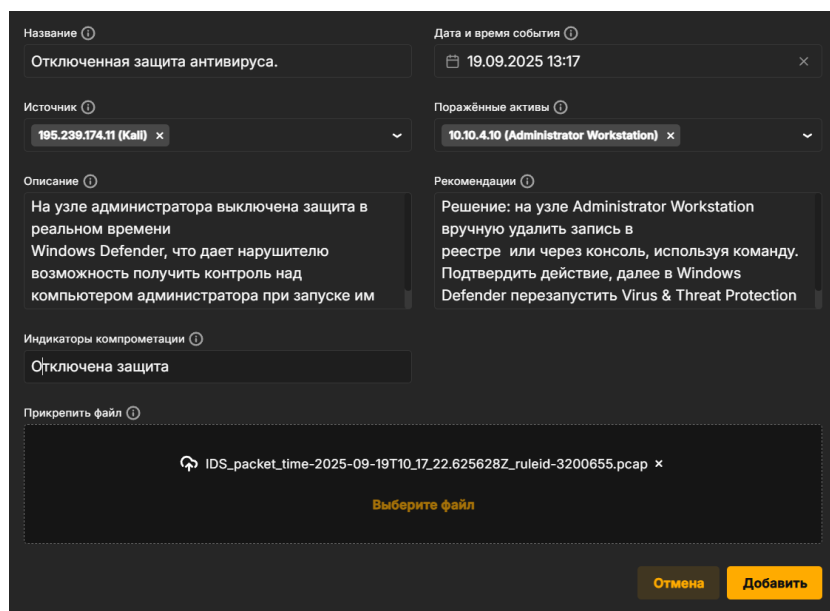 Название
Дата и время события
Отключенная защита антивируса.
19.09.2025 13:17
Источник
Поражённые активы
195.239.174.11 (Kali) ×
10.10.4.10 (Administrator Workstation) ×
Описание
Рекомендации
На узле администратора выключена защита в
реальном времени
Windows Defender, что дает нарушителю
возможность получить контроль над
компьютером администратора при запуске им
Решение: на узле Administrator Workstation
вручную удалить запись в
реестре или через консоль, используя команду.
Подтвердить действие, далее в Windows
Defender перезапустить Virus & Threat Protection
Индикаторы компрометации
Отключена защита
Прикрепить файл
IDS_packet_time-2025-09-19T10_17_22.625628Z_ruleid-3200655.pcap ×
Выберите файл
Отмена
Добавить